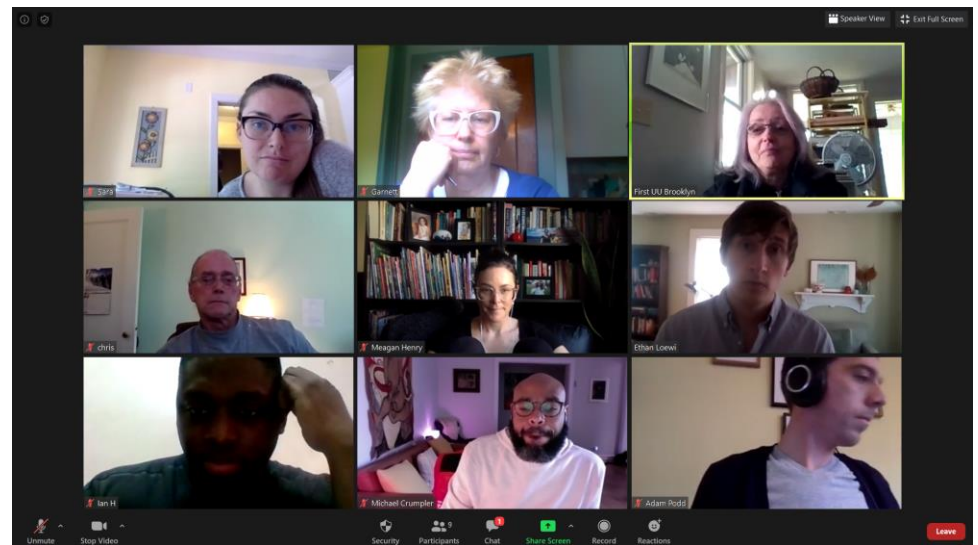 Speaker View
Exit Full Screen
Sara
Garnett
First UU Brooklyn
chris
Meagan Henry
Ethan Loewi
Ian H
Michael Crumpler
Adam Podd
Unmute
Stop Video
Security
Participants
9
Chat
1
Share Screen
Record
Reactions
Leave